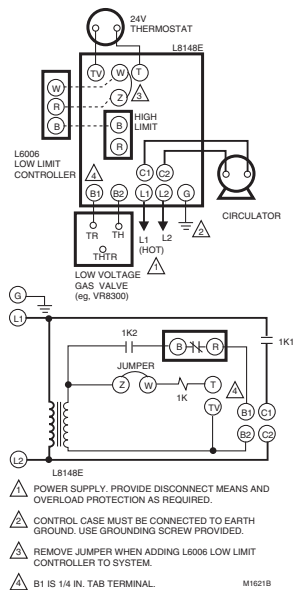 24V
THERMOSTAT
L8148E
TV
W
T
Z
3
W
R
B
B
HIGH
LIMIT
R
L6006
LOW LIMIT
CONTROLLER
4
C1
C2
B1
B2
L1
L2
G
CIRCULATOR
TR
TH
THTR
L1
(HOT)
L2
2
1
LOW VOLTAGE
GAS VALVE
(eg, VR8300)
G
L1
1K2
B
R
1K1
JUMPER
Z
W
1K
T
4
TV
B1
C1
B2
C2
L2
L8148E
1 POWER SUPPLY. PROVIDE DISCONNECT MEANS AND
OVERLOAD PROTECTION AS REQUIRED.
2 CONTROL CASE MUST BE CONNECTED TO EARTH
GROUND. USE GROUNDING SCREW PROVIDED.
3 REMOVE JUMPER WHEN ADDING L6006 LOW LIMIT
CONTROLLER TO SYSTEM.
4 B1 IS 1/4 IN. TAB TERMINAL.
M1621B